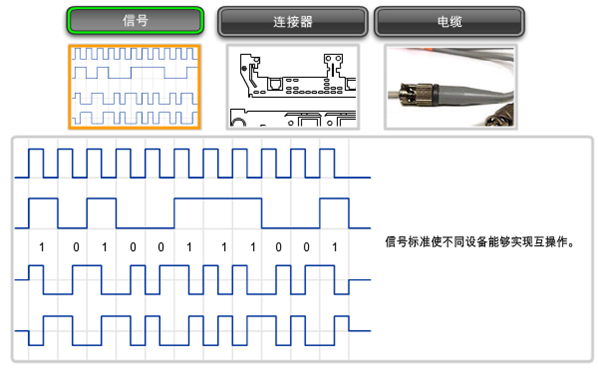 信号
连接器
电缆
1 0 1 0 0 1 1 1 0 0 1
信号标准使不同设备能够实现互操作。